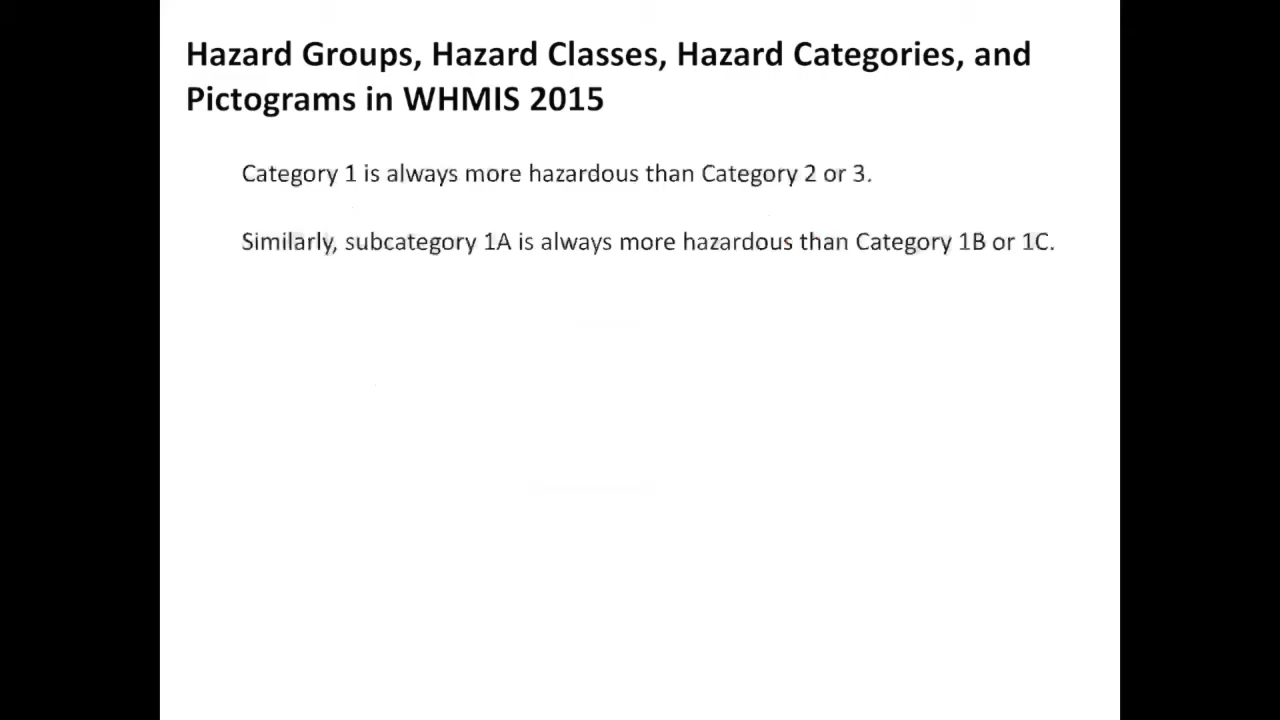 Hazard Groups, Hazard Classes, Hazard Categories, and
Pictograms in WHMIS 2015
Category 1 is always more hazardous than Category 2 or 3.
Similarly, subcategory 1A is always more hazardous than Category 1B or 1C.